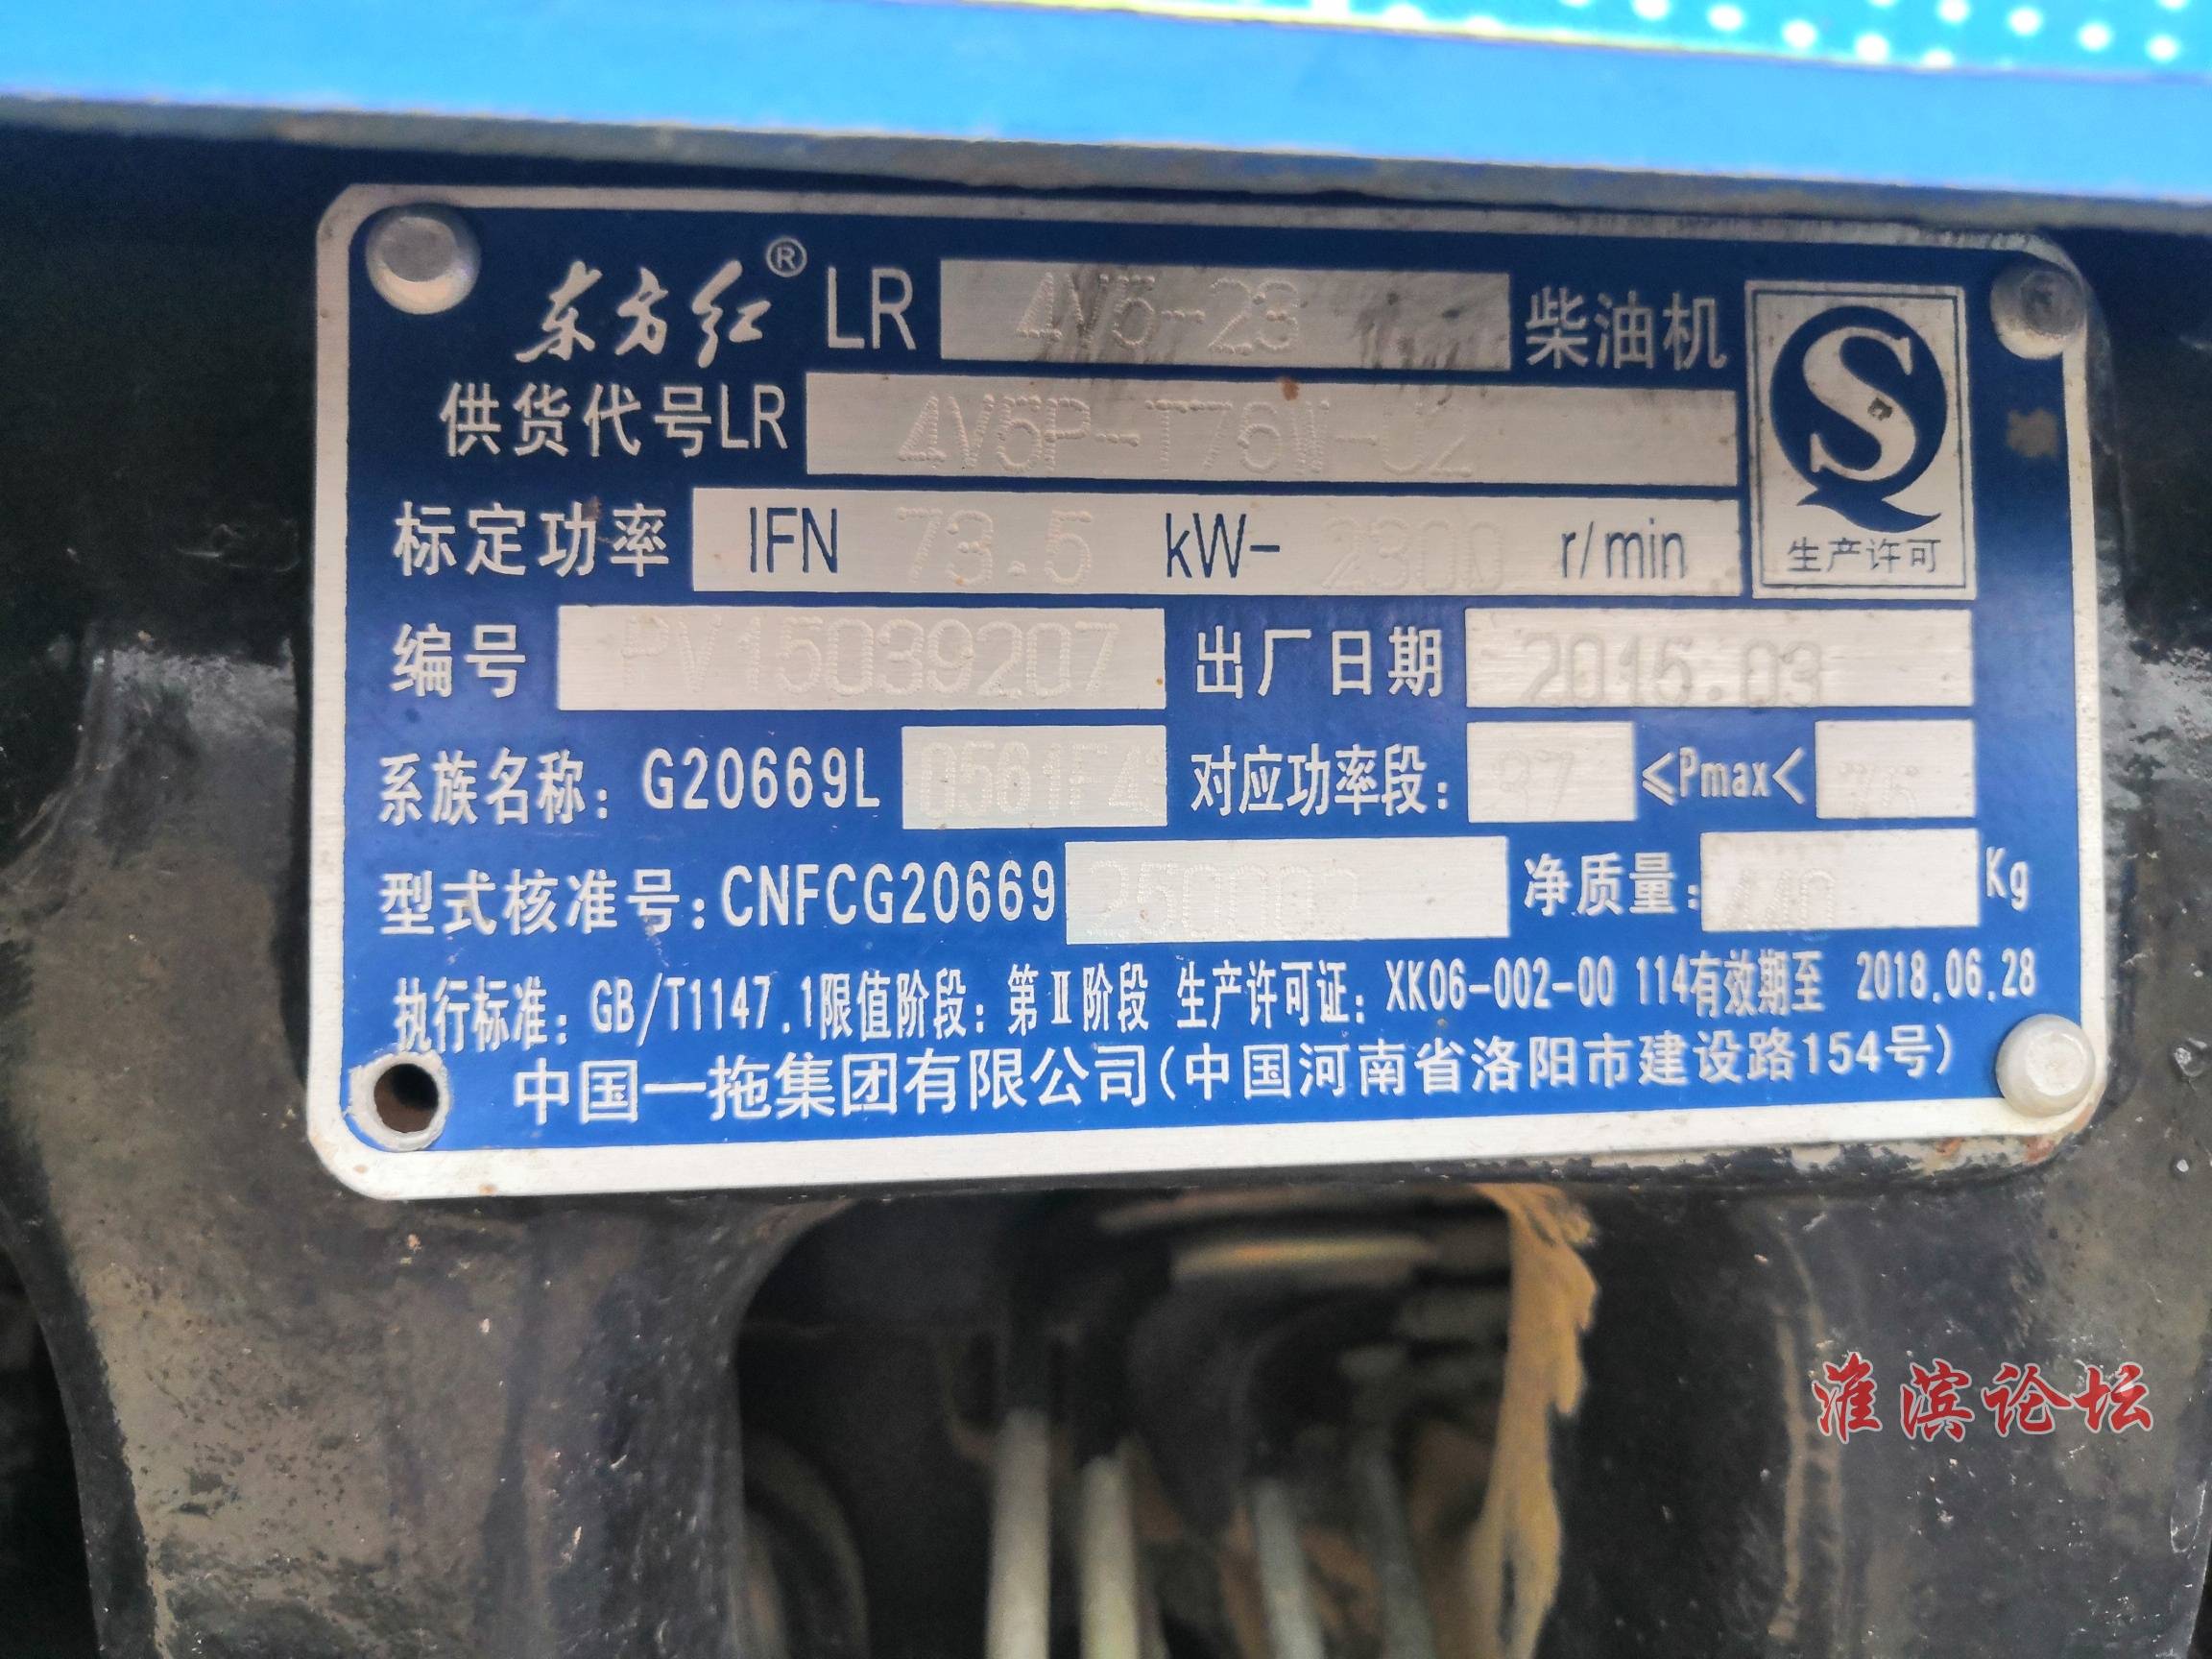 东方红® LR 4V5-23 柴油机
供货代号LR 4V5P-T76W-02
标定功率 IFN 73.5 kW- 2300 r/min
生产许可
编号 PV15039207 出厂日期 2015.03
系族名称: G20669L 对应功率段: 37 ≤Pmax<
型式核准号:CNFCG20669 250002 净质量: Kg
执行标准: GB/T1147.1限值阶段: 第Ⅱ阶段 生产许可证: XK06-002-00 114有效期至 2018.06.28
中国一拖集团有限公司(中国河南省洛阳市建设路154号)
淮滨论坛